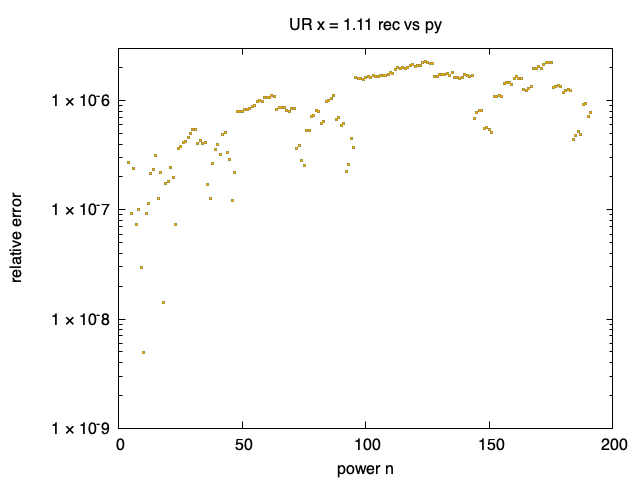 UR x = 1.11 rec vs py
1 × 10⁻⁶
1 × 10⁻⁷
1 × 10⁻⁸
1 × 10⁻⁹
relative error
0 50 100 150 200
power n